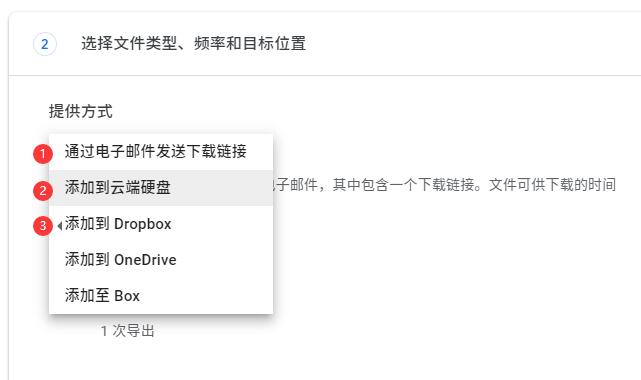 2 选择文件类型、频率和目标位置
提供方式
1 通过电子邮件发送下载链接
2 添加到云端硬盘
子邮件，其中包含一个下载链接。文件可供下载的时间
3 添加到 Dropbox
添加到 OneDrive
添加至 Box
1 次导出